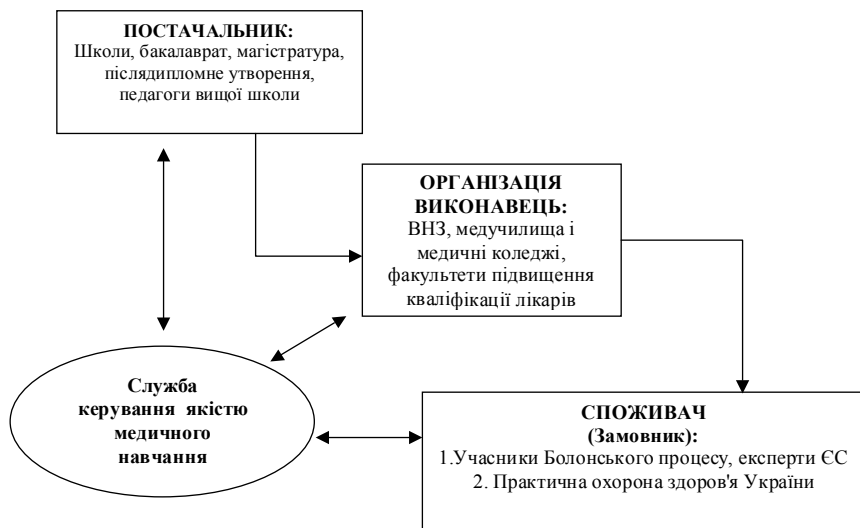 ПОСТАЧАЛЬНИК:
Школи, бакалаврат, магістратура,
післядипломне утворення,
педагоги вищої школи
ОРГАНІЗАЦІЯ
ВИКОНАВЕЦЬ:
ВНЗ, медучилища і
медичні коледжі,
факультети підвищення
кваліфікації лікарів
Служба
керування якістю
медичного
навчання
СПОЖИВАЧ
(Замовник):
1.Учасники Болонського процесу, експерти ЄС
2. Практична охорона здоров'я України